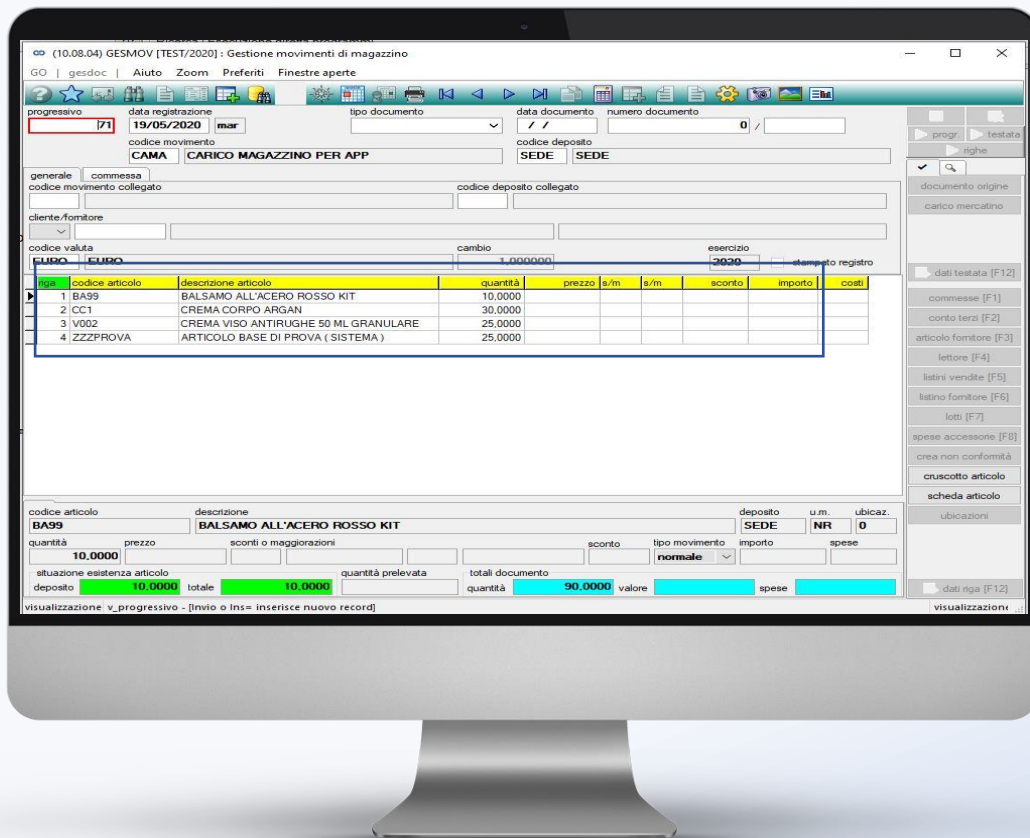 (10.08.04) GESMOV [TEST/2020] : Gestione movimenti di magazzino
GO | gesdoc | Aiuto Zoom Preferiti Finestre aperte
progressivo data registrazione tipo documento data documento numero documento
71 19/05/2020 mar / / 0 /
progr. testata
codice movimento codice deposito
righe
CAMA CARICO MAGAZZINO PER APP SEDE SEDE
generale commessa
codice movimento collegato codice deposito collegato
documento origine
carico mercatino
cliente/fornitore
codice valuta cambio esercizio
EURO EURO 1,000000 2020 stampato registro
dati testata [F12]
riga codice articolo descrizione articolo quantità prezzo s/m s/m sconto importo costi
1 BA99 BALSAMO ALL'ACERO ROSSO KIT 10,0000
2 CC1 CREMA CORPO ARGAN 30,0000
3 V002 CREMA VISO ANTIRUGHE 50 ML GRANULARE 25,0000
4 ZZZPROVA ARTICOLO BASE DI PROVA ( SISTEMA ) 25,0000
commesse [F1]
conto terzi [F2]
articolo fornitore [F3]
lettore [F4]
listini vendite [F5]
listino fornitore [F6]
lotti [F7]
spese accessorie [F8]
crea non conformità
cruscotto articolo
scheda articolo
ubicazioni
codice articolo descrizione deposito u.m. ubicaz.
BA99 BALSAMO ALL'ACERO ROSSO KIT SEDE NR 0
quantità prezzo sconti o maggiorazioni sconto tipo movimento importo spese
10,0000 normale
situazione esistenza articolo quantità prelevata totali documento
deposito 10,0000 totale 10,0000 quantità 90,0000 valore spese
dati riga [F12]
visualizzazione v_progressivo - [Invio o Ins= inserisce nuovo record] visualizzazione